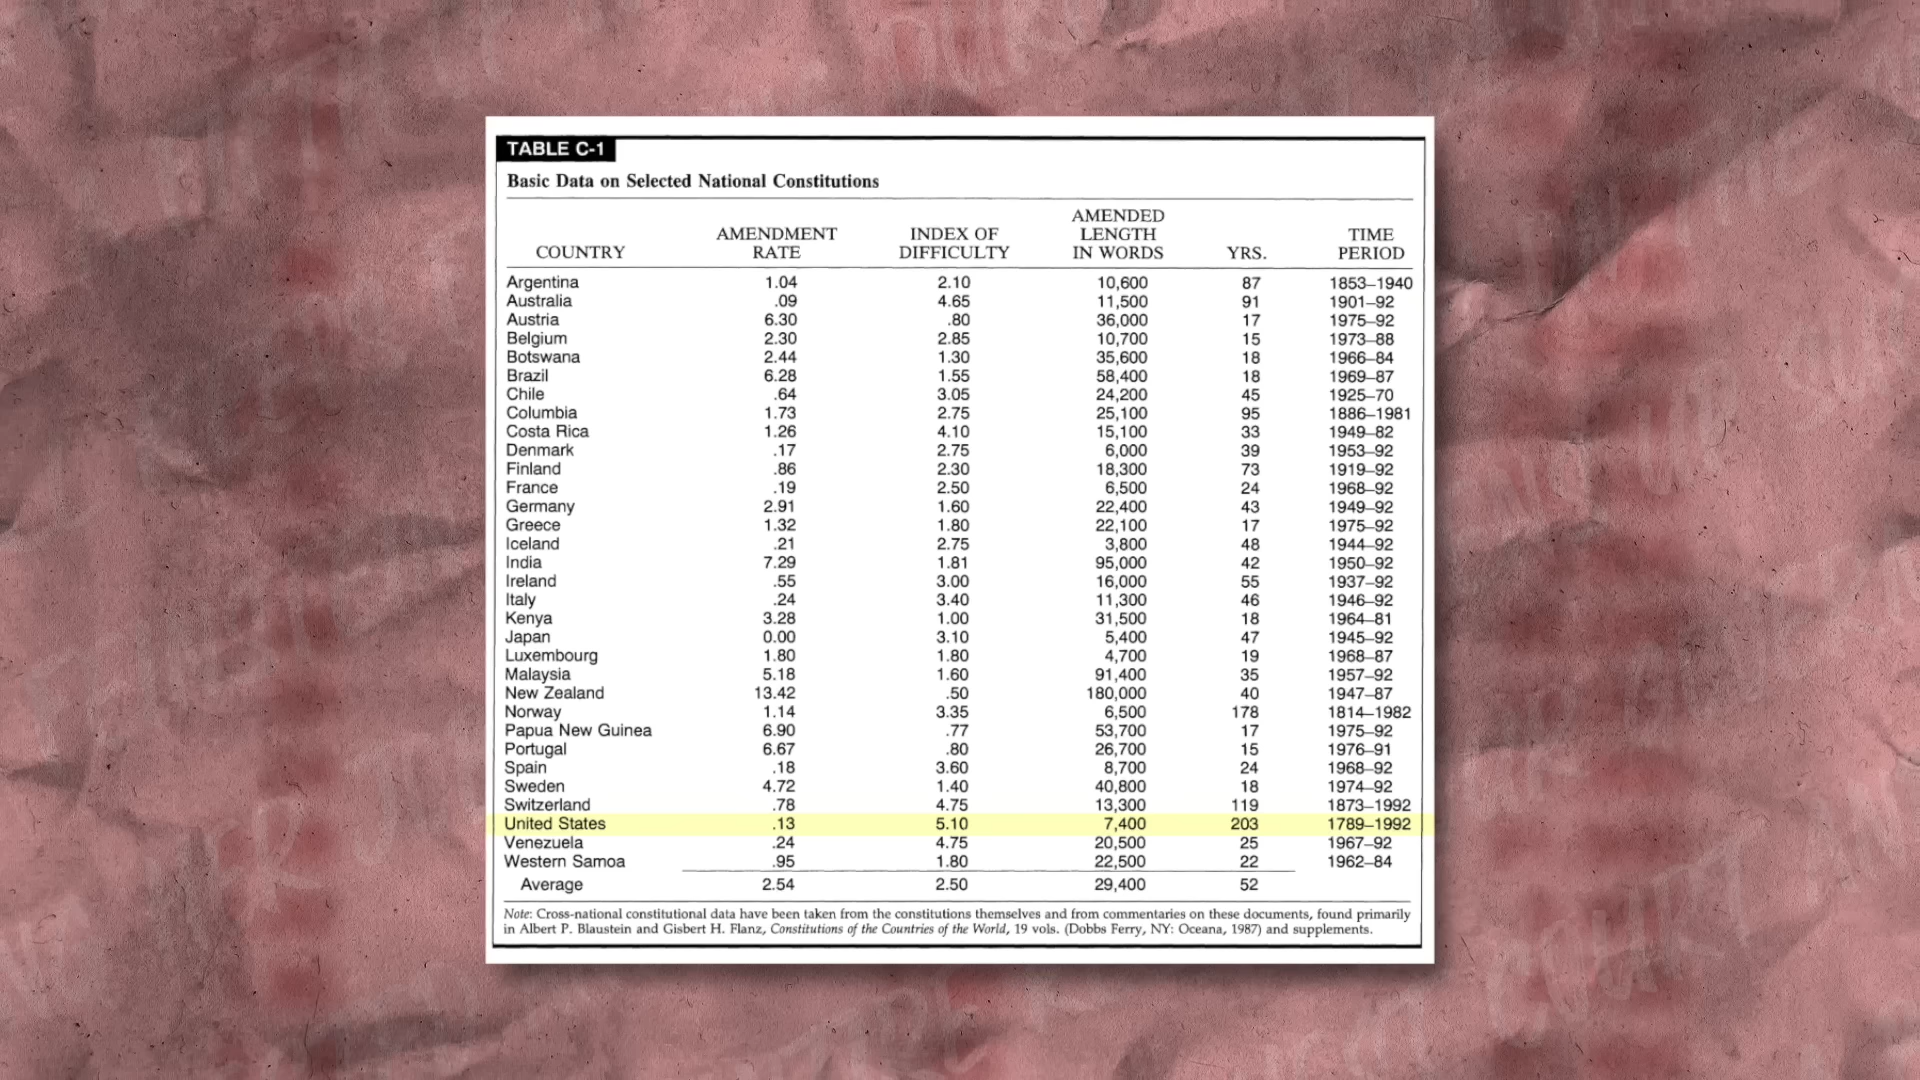 TABLE C-1
Basic Data on Selected National Constitutions
COUNTRY AMENDMENT RATE INDEX OF DIFFICULTY AMENDED LENGTH IN WORDS YRS. TIME PERIOD
Argentina 1.04 2.10 10,600 87 1853–1940
Australia .09 4.65 11,500 91 1901–92
Austria 6.30 .80 36,000 17 1975–92
Belgium 2.30 2.85 10,700 15 1973–88
Botswana 2.44 1.30 35,600 18 1966–84
Brazil 6.28 1.55 58,400 18 1969–87
Chile .64 3.05 24,200 45 1925–70
Columbia 1.73 2.75 25,100 95 1886–1981
Costa Rica 1.26 4.10 15,100 33 1949–82
Denmark .17 2.75 6,000 39 1953–92
Finland .86 2.30 18,300 73 1919–92
France .19 2.50 6,500 24 1968–92
Germany 2.91 1.60 22,400 43 1949–92
Greece 1.32 1.80 22,100 17 1975–92
Iceland .21 2.75 3,800 48 1944–92
India 7.29 1.81 95,000 42 1950–92
Ireland .55 3.00 16,000 55 1937–92
Italy .24 3.40 11,300 46 1946–92
Kenya 3.28 1.00 31,500 18 1964–81
Japan 0.00 3.10 5,400 47 1945–92
Luxembourg 1.80 1.80 4,700 19 1968–87
Malaysia 5.18 1.60 91,400 35 1957–92
New Zealand 13.42 .50 180,000 40 1947–87
Norway 1.14 3.35 6,500 178 1814–1982
Papua New Guinea 6.90 .77 53,700 17 1975–92
Portugal 6.67 .80 26,700 15 1976–91
Spain .18 3.60 8,700 24 1968–92
Sweden 4.72 1.40 40,800 18 1974–92
Switzerland .78 4.75 13,300 119 1873–1992
United States .13 5.10 7,400 203 1789–1992
Venezuela .24 4.75 20,500 25 1967–92
Western Samoa .95 1.80 22,500 22 1962–84
Average 2.54 2.50 29,400 52
Note: Cross-national constitutional data have been taken from the constitutions themselves and from commentaries on these documents, found primarily
in Albert P. Blaustein and Gisbert H. Flanz, Constitutions of the Countries of the World, 19 vols. (Dobbs Ferry, NY: Oceana, 1987) and supplements.